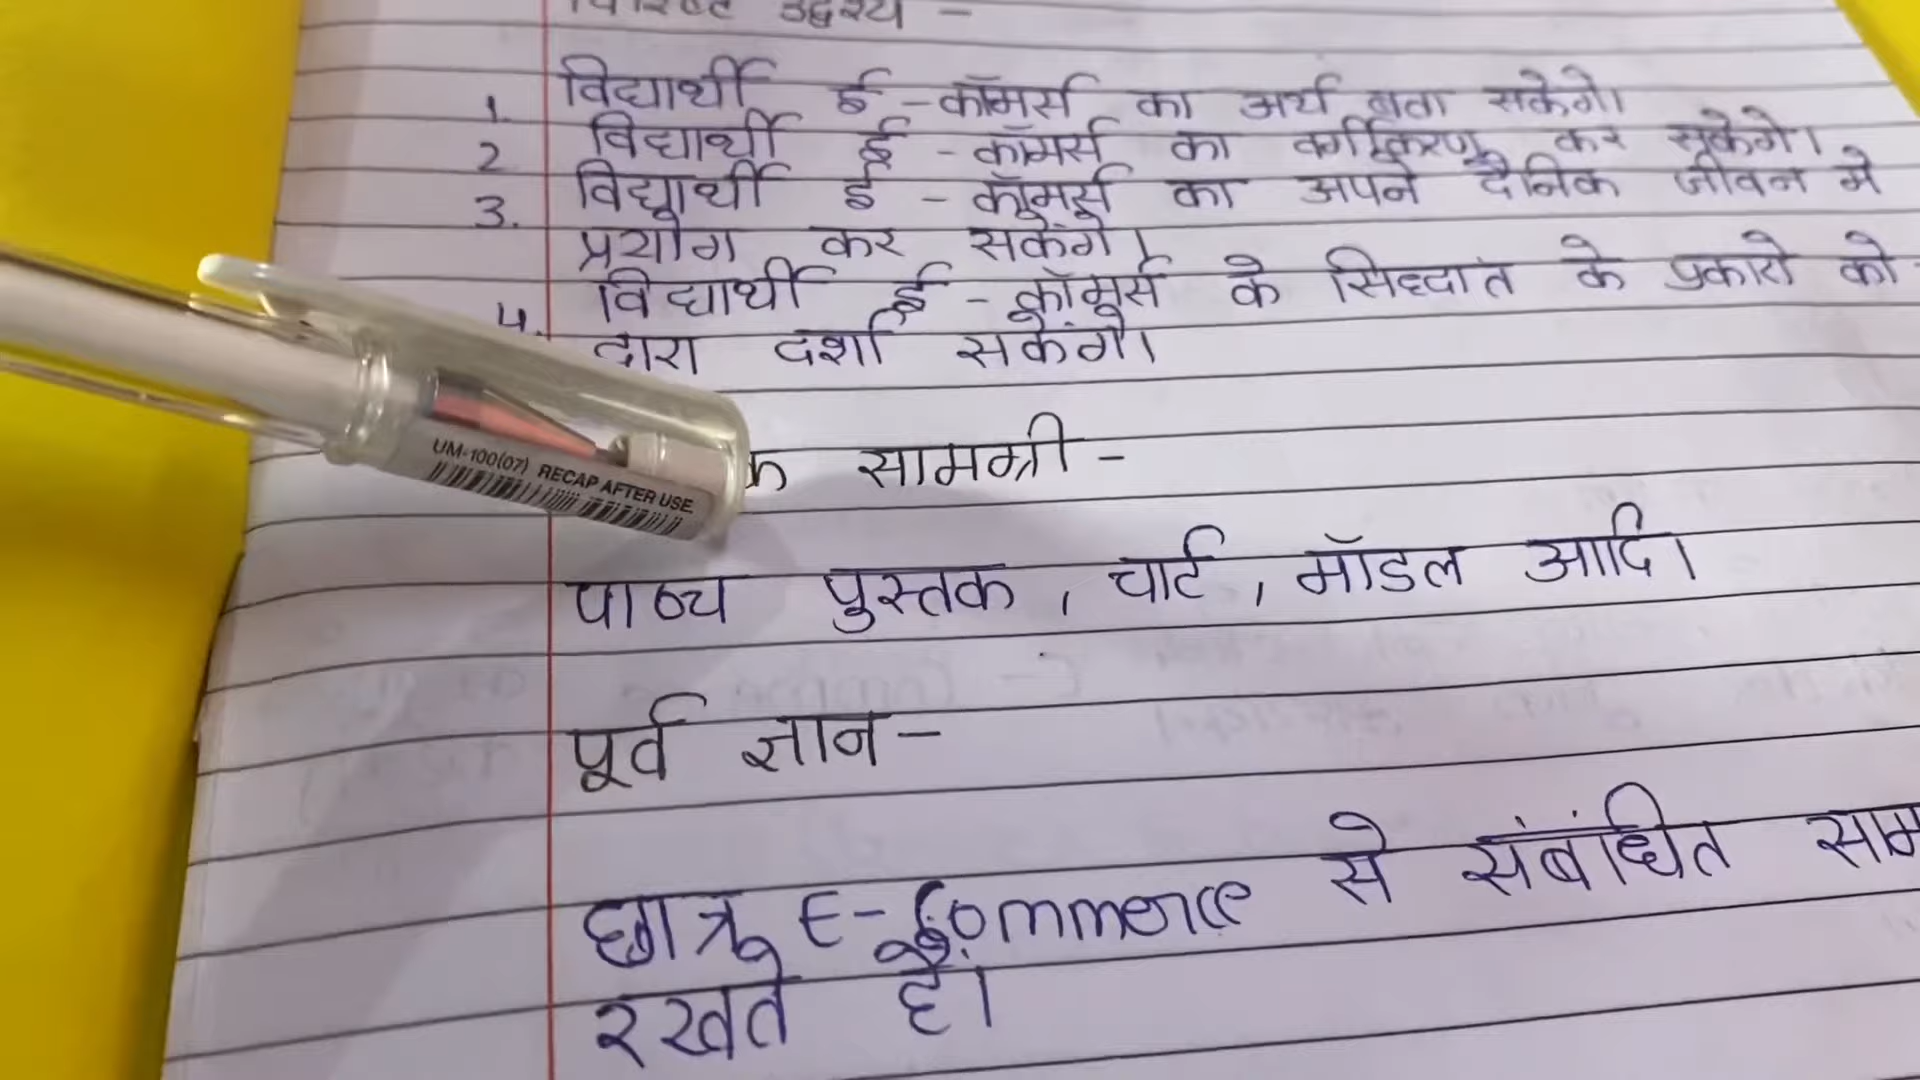 विशिष्ट उद्देश्य -
1. विद्यार्थी ई-कॉमर्स का अर्थ बता सकेगे।
2 विद्यार्थी ई-कॉमर्स का वर्गीकरण कर सकेगे।
3. विद्यार्थी ई-कॉमर्स का अपने दैनिक जीवन मे
प्रयोग कर सकेंगे।
4. विद्यार्थी ई-कॉमर्स के सिध्दांत के प्रकारो को
द्वारा दर्शा सकेंगे।
क सामग्री-
पाठ्य पुस्तक, चार्ट, मॉडल आदि।
UM-100(07) RECAP AFTER USE.
पूर्व ज्ञान-
छात्र E-Commerce से संबंधित साम
रखते है।